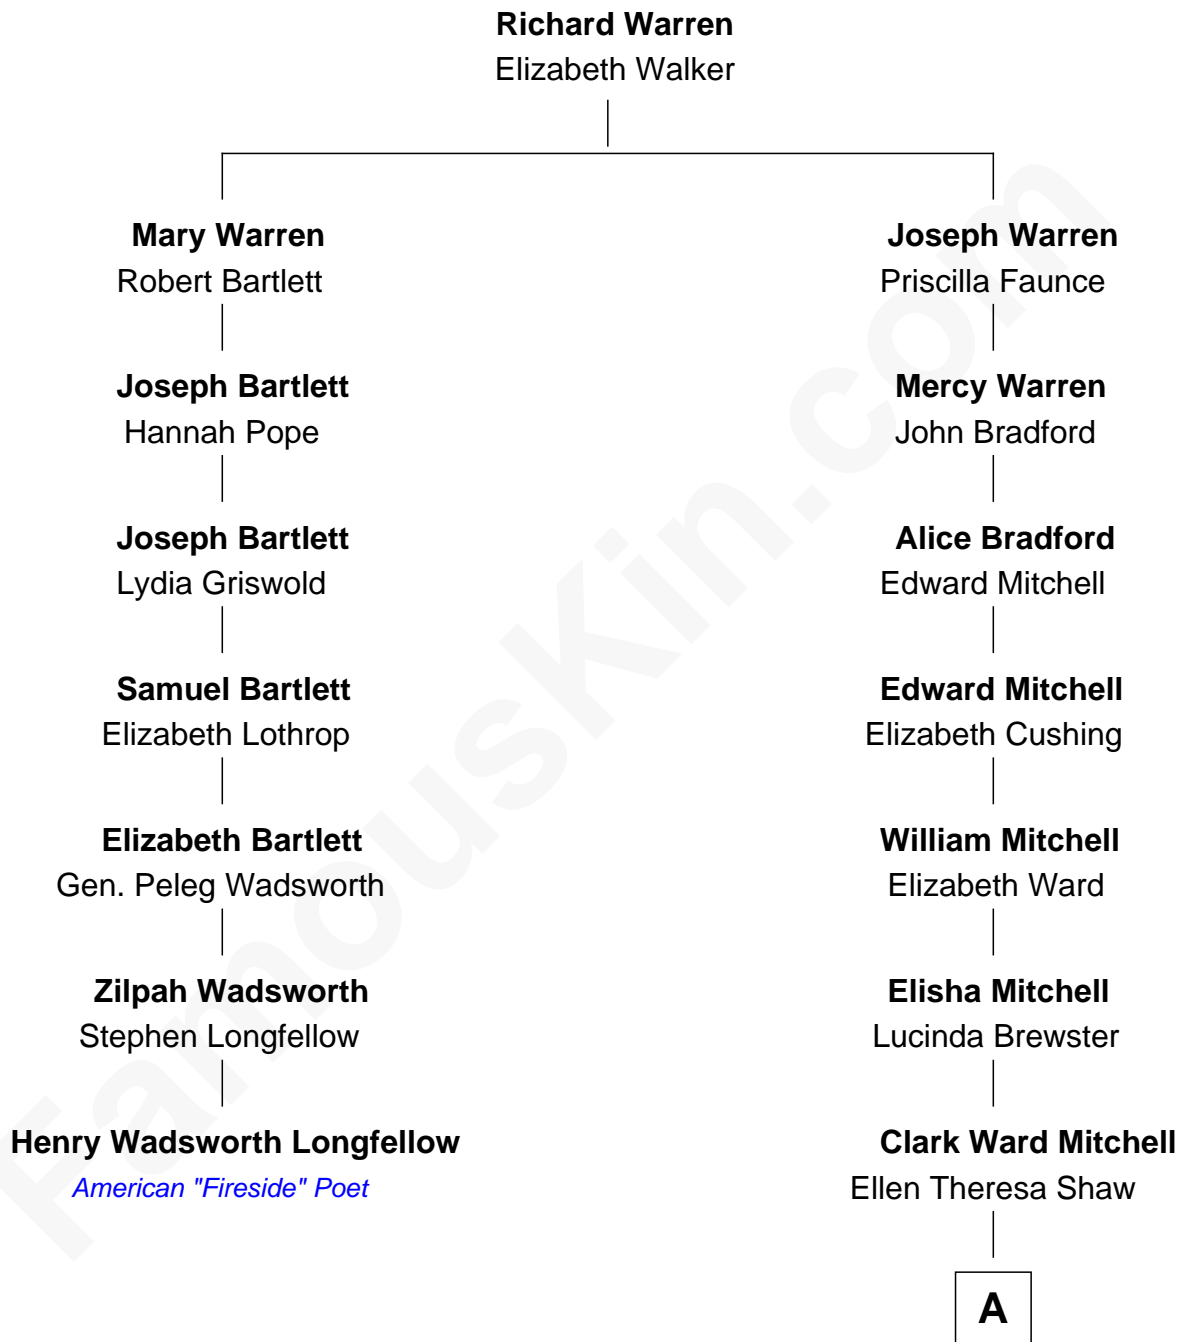 Richard Warren
Elizabeth Walker
Mary Warren
Robert Bartlett
Joseph Warren
Priscilla Faunce
Joseph Bartlett
Hannah Pope
Mercy Warren
John Bradford
Joseph Bartlett
Lydia Griswold
Alice Bradford
Edward Mitchell
Samuel Bartlett
Elizabeth Lothrop
Edward Mitchell
Elizabeth Cushing
Elizabeth Bartlett
Gen. Peleg Wadsworth
William Mitchell
Elizabeth Ward
Zilpah Wadsworth
Stephen Longfellow
Elisha Mitchell
Lucinda Brewster
Henry Wadsworth Longfellow
American "Fireside" Poet
Clark Ward Mitchell
Ellen Theresa Shaw
A
FamousKin.com